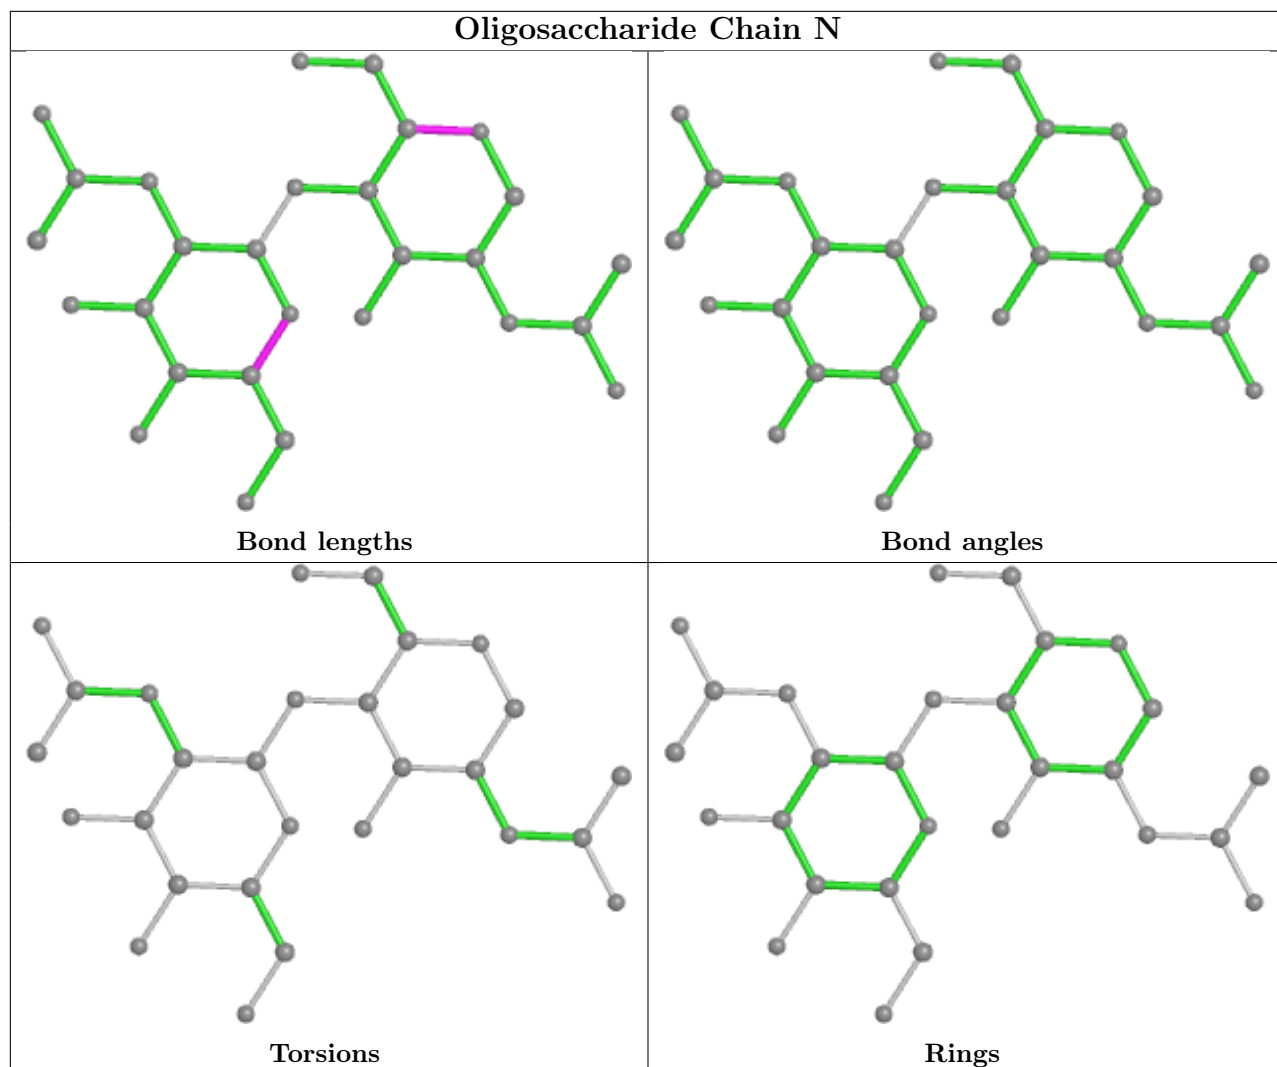 Oligosaccharide Chain N
Bond lengths
Bond angles
Torsions
Rings